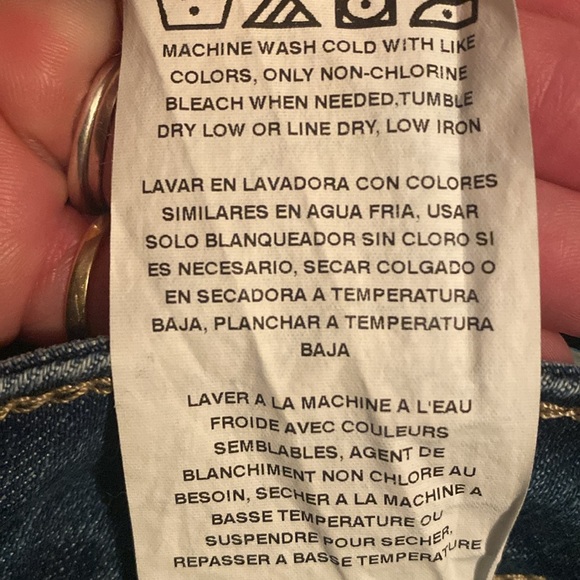 MACHINE WASH COLD WITH LIKE
COLORS, ONLY NON-CHLORINE
BLEACH WHEN NEEDED,TUMBLE
DRY LOW OR LINE DRY, LOW IRON
LAVAR EN LAVADORA CON COLORES
SIMILARES EN AGUA FRIA, USAR
SOLO BLANQUEADOR SIN CLORO SI
ES NECESARIO, SECAR COLGADO O
EN SECADORA A TEMPERATURA
BAJA, PLANCHAR A TEMPERATURA
BAJA
LAVER A LA MACHINE A L'EAU
FROIDE AVEC COULEURS
SEMBLABLES, AGENT DE
BLANCHIMENT NON CHLORE AU
BESOIN, SECHER A LA MACHINE A
BASSE TEMPERATURE OU
SUSPENDRE POUR SECHER,
REPASSER A BASSE TEMPERATURE